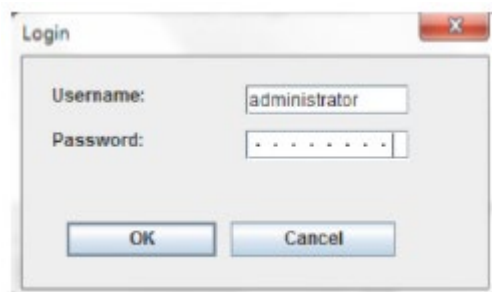 Login
Username: administrator
Password: ........
OK Cancel